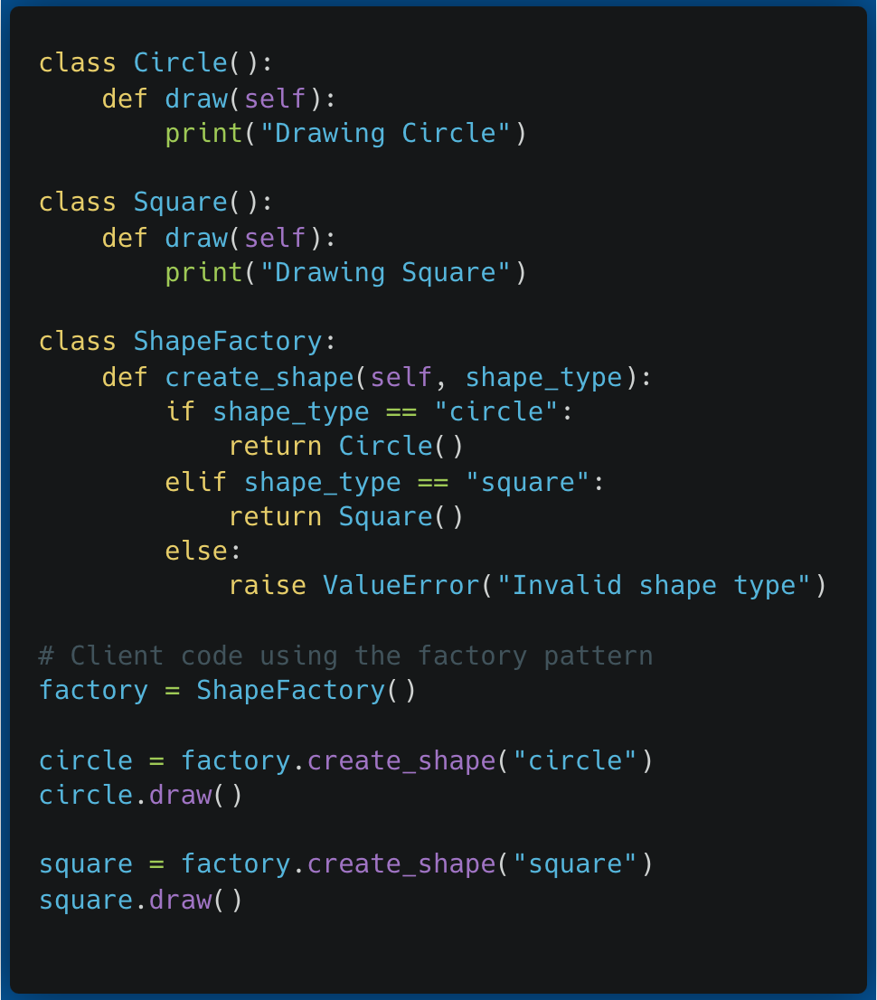 class Circle():
    def draw(self):
        print("Drawing Circle")

class Square():
    def draw(self):
        print("Drawing Square")

class ShapeFactory:
    def create_shape(self, shape_type):
        if shape_type == "circle":
            return Circle()
        elif shape_type == "square":
            return Square()
        else:
            raise ValueError("Invalid shape type")

# Client code using the factory pattern
factory = ShapeFactory()

circle = factory.create_shape("circle")
circle.draw()

square = factory.create_shape("square")
square.draw()